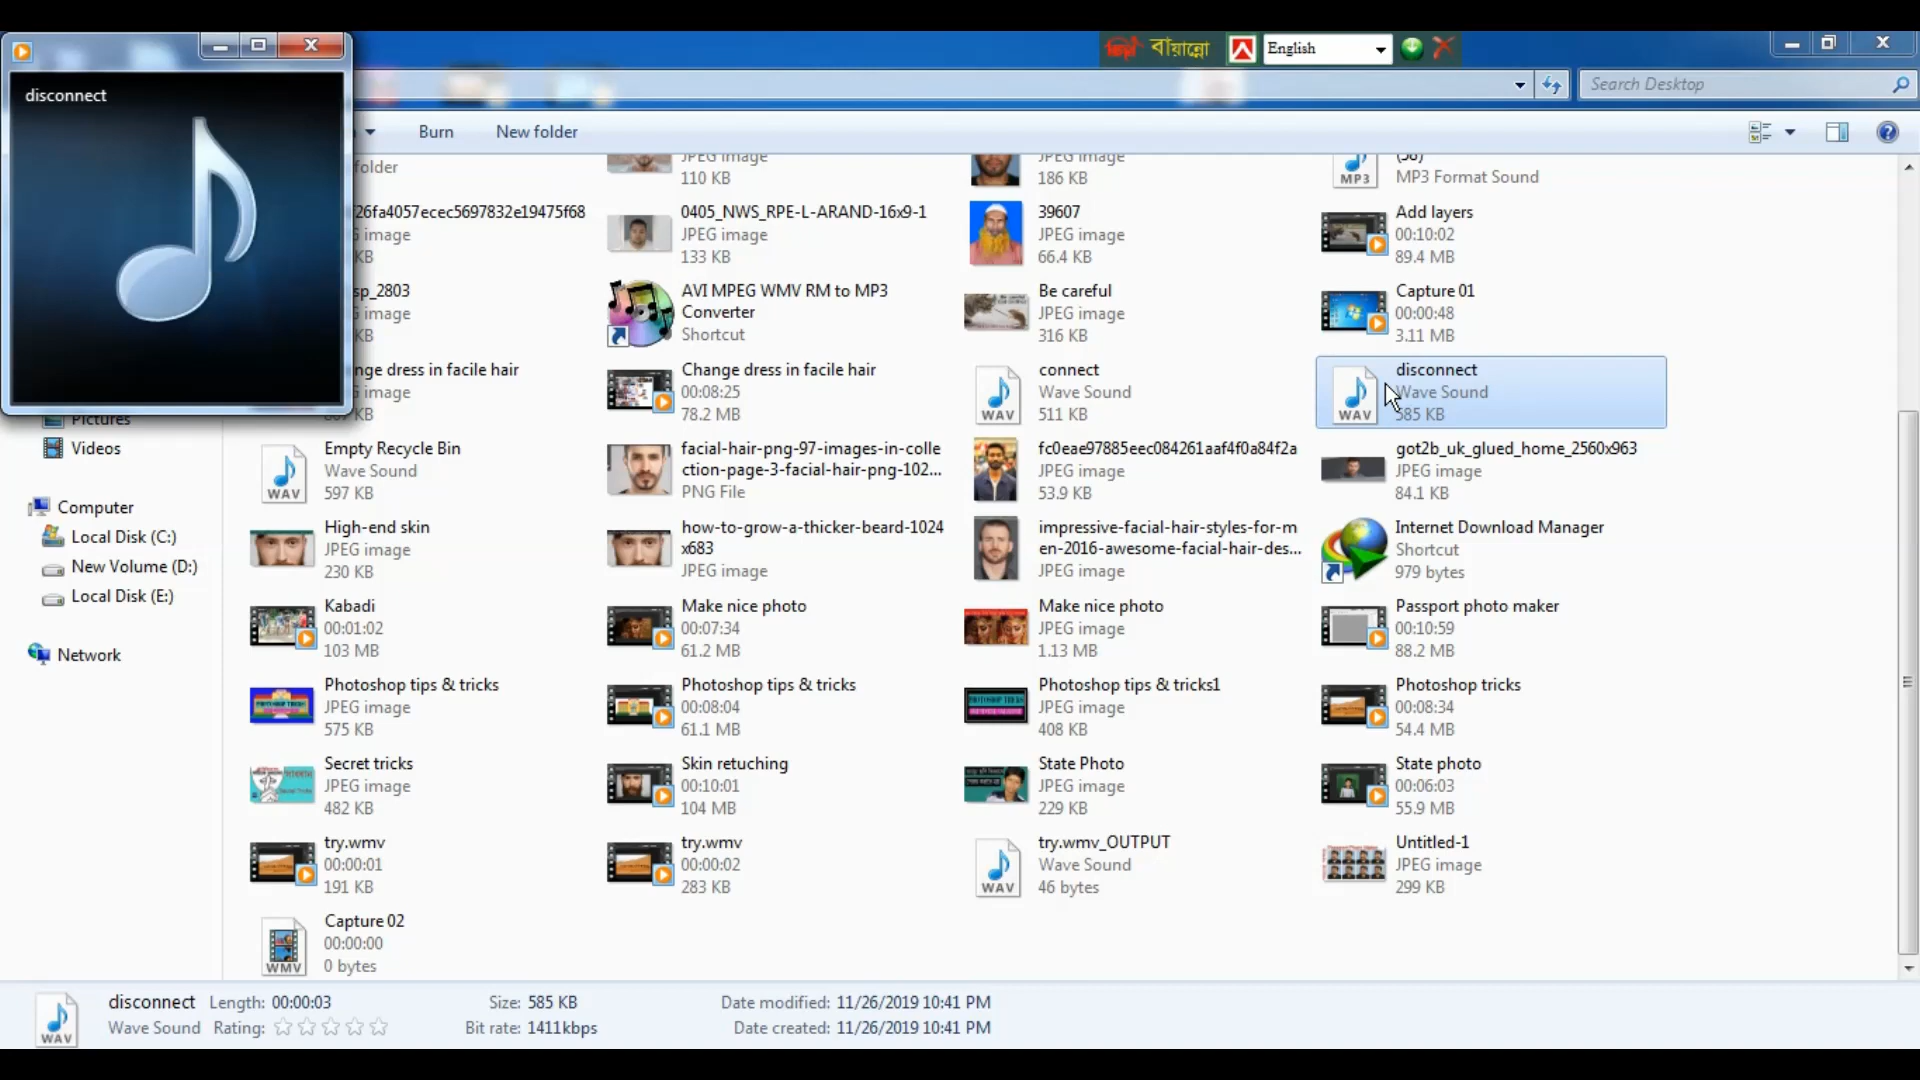 disconnect
বায়ান্নো
English
Search Desktop
Burn
New folder
folder
JPEG image
110 KB
JPEG image
186 KB
MP3
MP3 Format Sound
26fa4057ecec5697832e19475f68
image
KB
0405_NWS_RPE-L-ARAND-16x9-1
JPEG image
133 KB
39607
JPEG image
66.4 KB
Add layers
00:10:02
89.4 MB
sp_2803
image
KB
AVI MPEG WMV RM to MP3
Converter
Shortcut
Be careful
JPEG image
316 KB
Capture 01
00:00:48
3.11 MB
nge dress in facile hair
image
KB
Change dress in facile hair
00:08:25
78.2 MB
WAV
connect
Wave Sound
511 KB
WAV
disconnect
Wave Sound
585 KB
Pictures
Videos
Computer
Local Disk (C:)
New Volume (D:)
Local Disk (E:)
Network
WAV
Empty Recycle Bin
Wave Sound
597 KB
facial-hair-png-97-images-in-colle
ction-page-3-facial-hair-png-102...
PNG File
fc0eae97885eec084261aaf4f0a84f2a
JPEG image
53.9 KB
got2b_uk_glued_home_2560x963
JPEG image
84.1 KB
High-end skin
JPEG image
230 KB
how-to-grow-a-thicker-beard-1024
x683
JPEG image
impressive-facial-hair-styles-for-m
en-2016-awesome-facial-hair-des...
JPEG image
Internet Download Manager
Shortcut
979 bytes
Kabadi
00:01:02
103 MB
Make nice photo
00:07:34
61.2 MB
Make nice photo
JPEG image
1.13 MB
Passport photo maker
00:10:59
88.2 MB
Photoshop tips & tricks
JPEG image
575 KB
Photoshop tips & tricks
00:08:04
61.1 MB
Photoshop tips & tricks1
JPEG image
408 KB
Photoshop tricks
00:08:34
54.4 MB
Secret tricks
JPEG image
482 KB
Skin retuching
00:10:01
104 MB
State Photo
JPEG image
229 KB
State photo
00:06:03
55.9 MB
try.wmv
00:00:01
191 KB
try.wmv
00:00:02
283 KB
WAV
try.wmv_OUTPUT
Wave Sound
46 bytes
Untitled-1
JPEG image
299 KB
WMV
Capture 02
00:00:00
0 bytes
WAV
disconnect Length: 00:00:03 Size: 585 KB Date modified: 11/26/2019 10:41 PM
Wave Sound Rating: Bit rate: 1411kbps Date created: 11/26/2019 10:41 PM